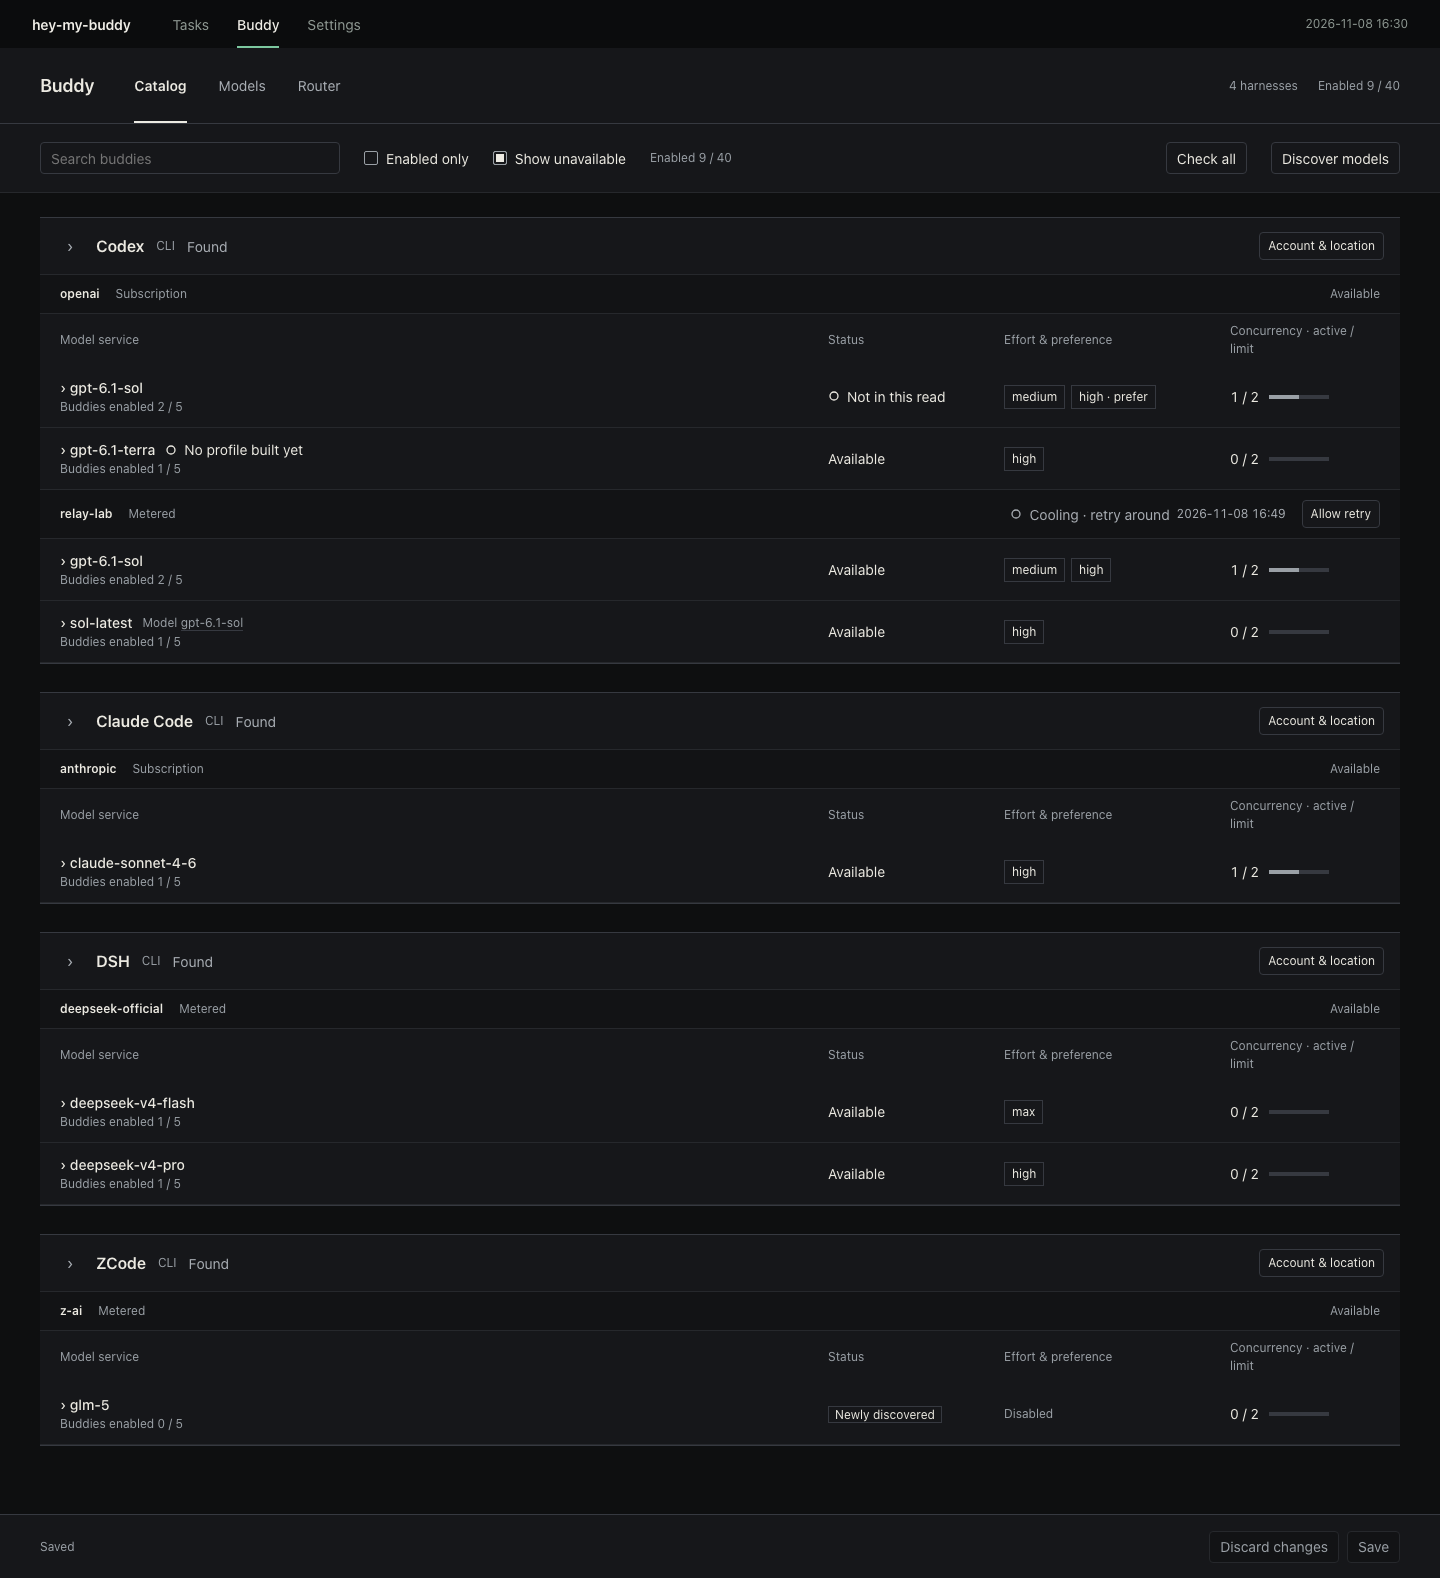 hey-my-buddy Tasks Buddy Settings 2026-11-08 16:30
Buddy Catalog Models Router 4 harnesses Enabled 9 / 40
Search buddies Enabled only Show unavailable Enabled 9 / 40 Check all Discover models
› Codex CLI Found Account & location
openai Subscription Available
Model service Status Effort & preference Concurrency · active /
limit
› gpt-6.1-sol
Buddies enabled 2 / 5
Not in this read medium high · prefer 1 / 2
› gpt-6.1-terra No profile built yet
Buddies enabled 1 / 5
Available high 0 / 2
relay-lab Metered Cooling · retry around 2026-11-08 16:49 Allow retry
› gpt-6.1-sol
Buddies enabled 2 / 5
Available medium high 1 / 2
› sol-latest Model gpt-6.1-sol
Buddies enabled 1 / 5
Available high 0 / 2
› Claude Code CLI Found Account & location
anthropic Subscription Available
Model service Status Effort & preference Concurrency · active /
limit
› claude-sonnet-4-6
Buddies enabled 1 / 5
Available high 1 / 2
› DSH CLI Found Account & location
deepseek-official Metered Available
Model service Status Effort & preference Concurrency · active /
limit
› deepseek-v4-flash
Buddies enabled 1 / 5
Available max 0 / 2
› deepseek-v4-pro
Buddies enabled 1 / 5
Available high 0 / 2
› ZCode CLI Found Account & location
z-ai Metered Available
Model service Status Effort & preference Concurrency · active /
limit
› glm-5
Buddies enabled 0 / 5
Newly discovered Disabled 0 / 2
Saved Discard changes Save